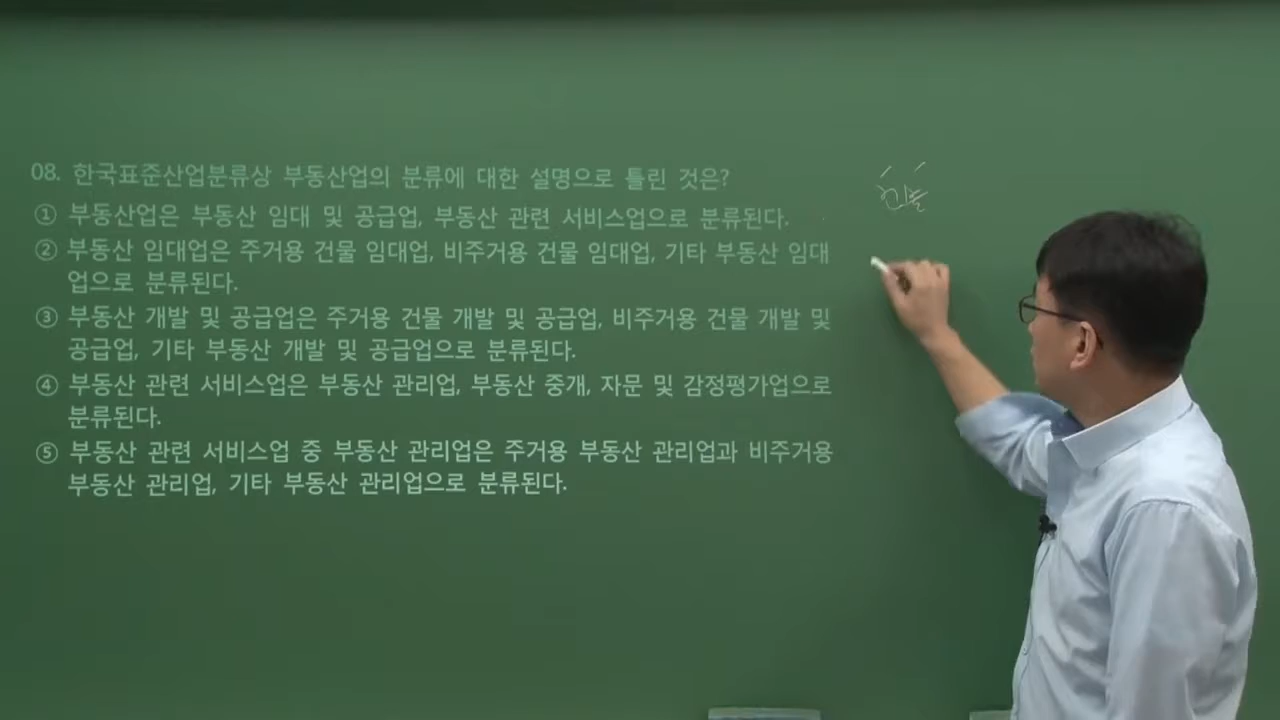 08. 한국표준산업분류상 부동산업의 분류에 대한 설명으로 틀린 것은?
① 부동산업은 부동산 임대 및 공급업, 부동산 관련 서비스업으로 분류된다.
② 부동산 임대업은 주거용 건물 임대업, 비주거용 건물 임대업, 기타 부동산 임대
업으로 분류된다.
③ 부동산 개발 및 공급업은 주거용 건물 개발 및 공급업, 비주거용 건물 개발 및
공급업, 기타 부동산 개발 및 공급업으로 분류된다.
④ 부동산 관련 서비스업은 부동산 관리업, 부동산 중개, 자문 및 감정평가업으로
분류된다.
⑤ 부동산 관련 서비스업 중 부동산 관리업은 주거용 부동산 관리업과 비주거용
부동산 관리업, 기타 부동산 관리업으로 분류된다.